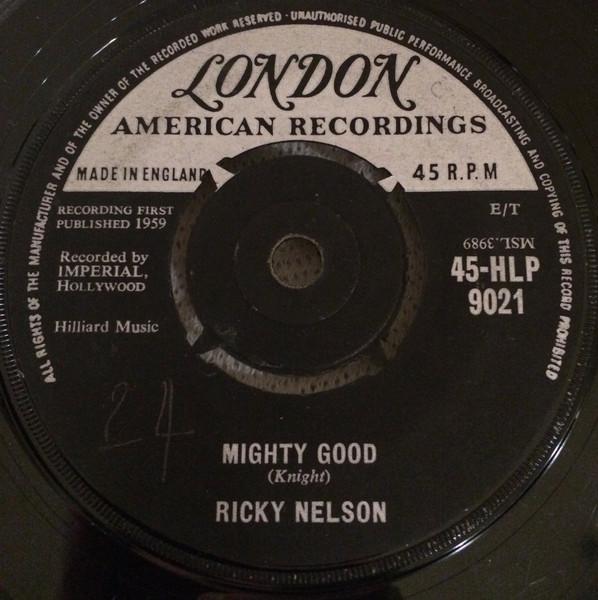 ALL RIGHTS OF THE MANUFACTURER AND OF THE OWNER OF THE RECORDED WORK RESERVED · UNAUTHORISED PUBLIC PERFORMANCE BROADCASTING AND COPYING OF THIS RECORD PROHIBITED
LONDON
AMERICAN RECORDINGS
MADE IN ENGLAND
45 R.P.M
RECORDING FIRST
PUBLISHED 1959
E/T
Recorded by
IMPERIAL,
HOLLYWOOD
MSL.3989
45-HLP
9021
Hilliard Music
24
MIGHTY GOOD
(Knight)
RICKY NELSON